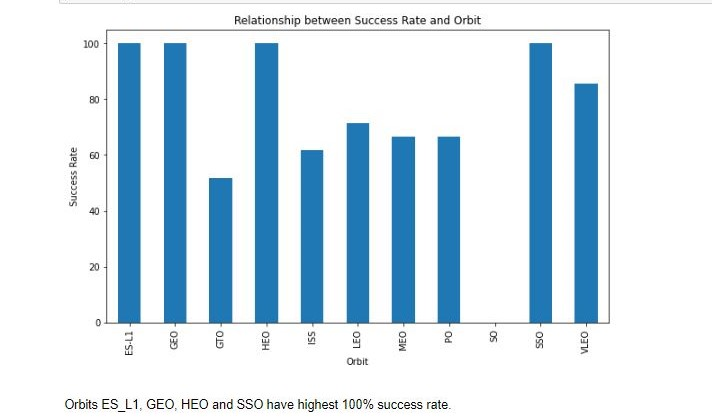 Relationship between Success Rate and Orbit
100
80
60
40
20
0
Success Rate
ES-L1
GEO
GTO
HEO
ISS
LEO
MEO
PO
SO
SSO
VLEO
Orbit
Orbits ES_L1, GEO, HEO and SSO have highest 100% success rate.